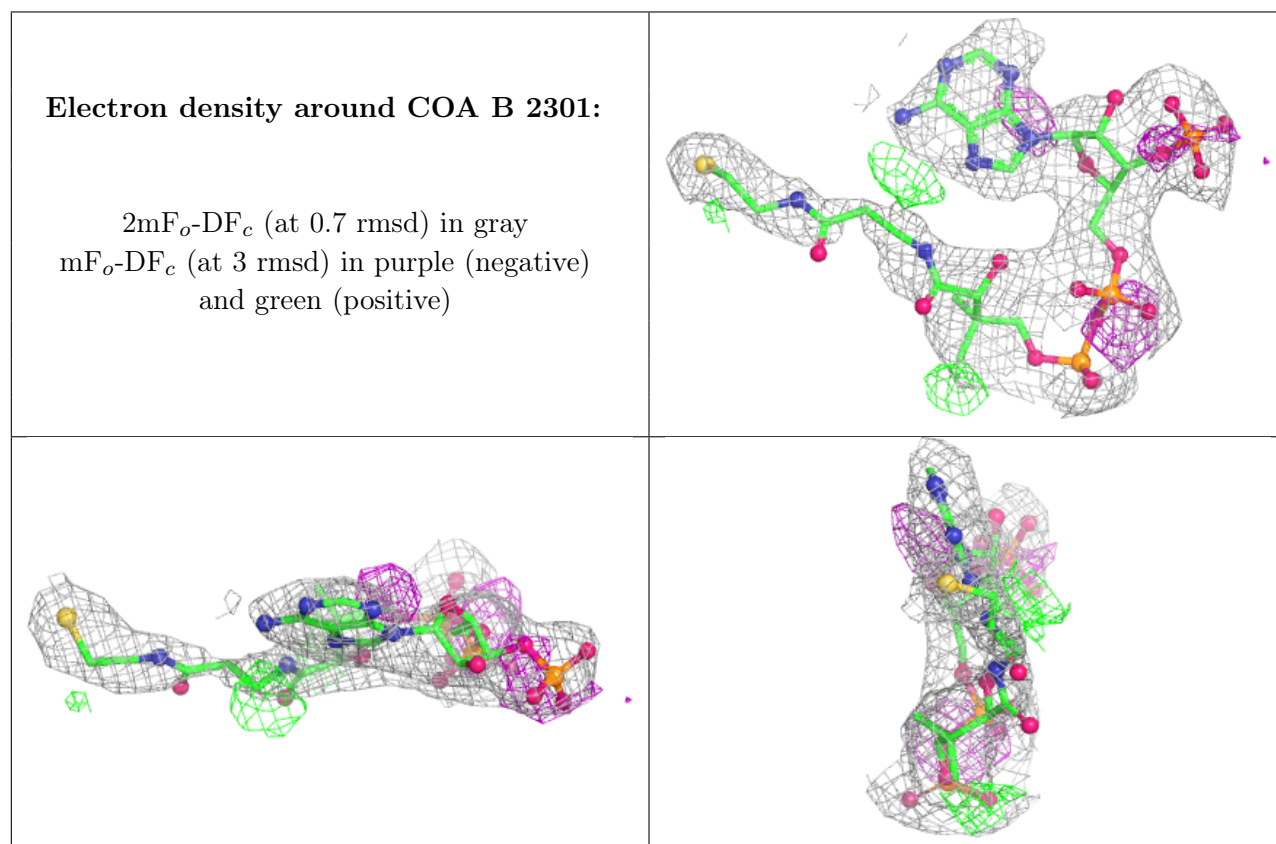 Electron density around COA B 2301:
2mFₒ-DF𝒸 (at 0.7 rmsd) in gray
mFₒ-DF𝒸 (at 3 rmsd) in purple (negative)
and green (positive)